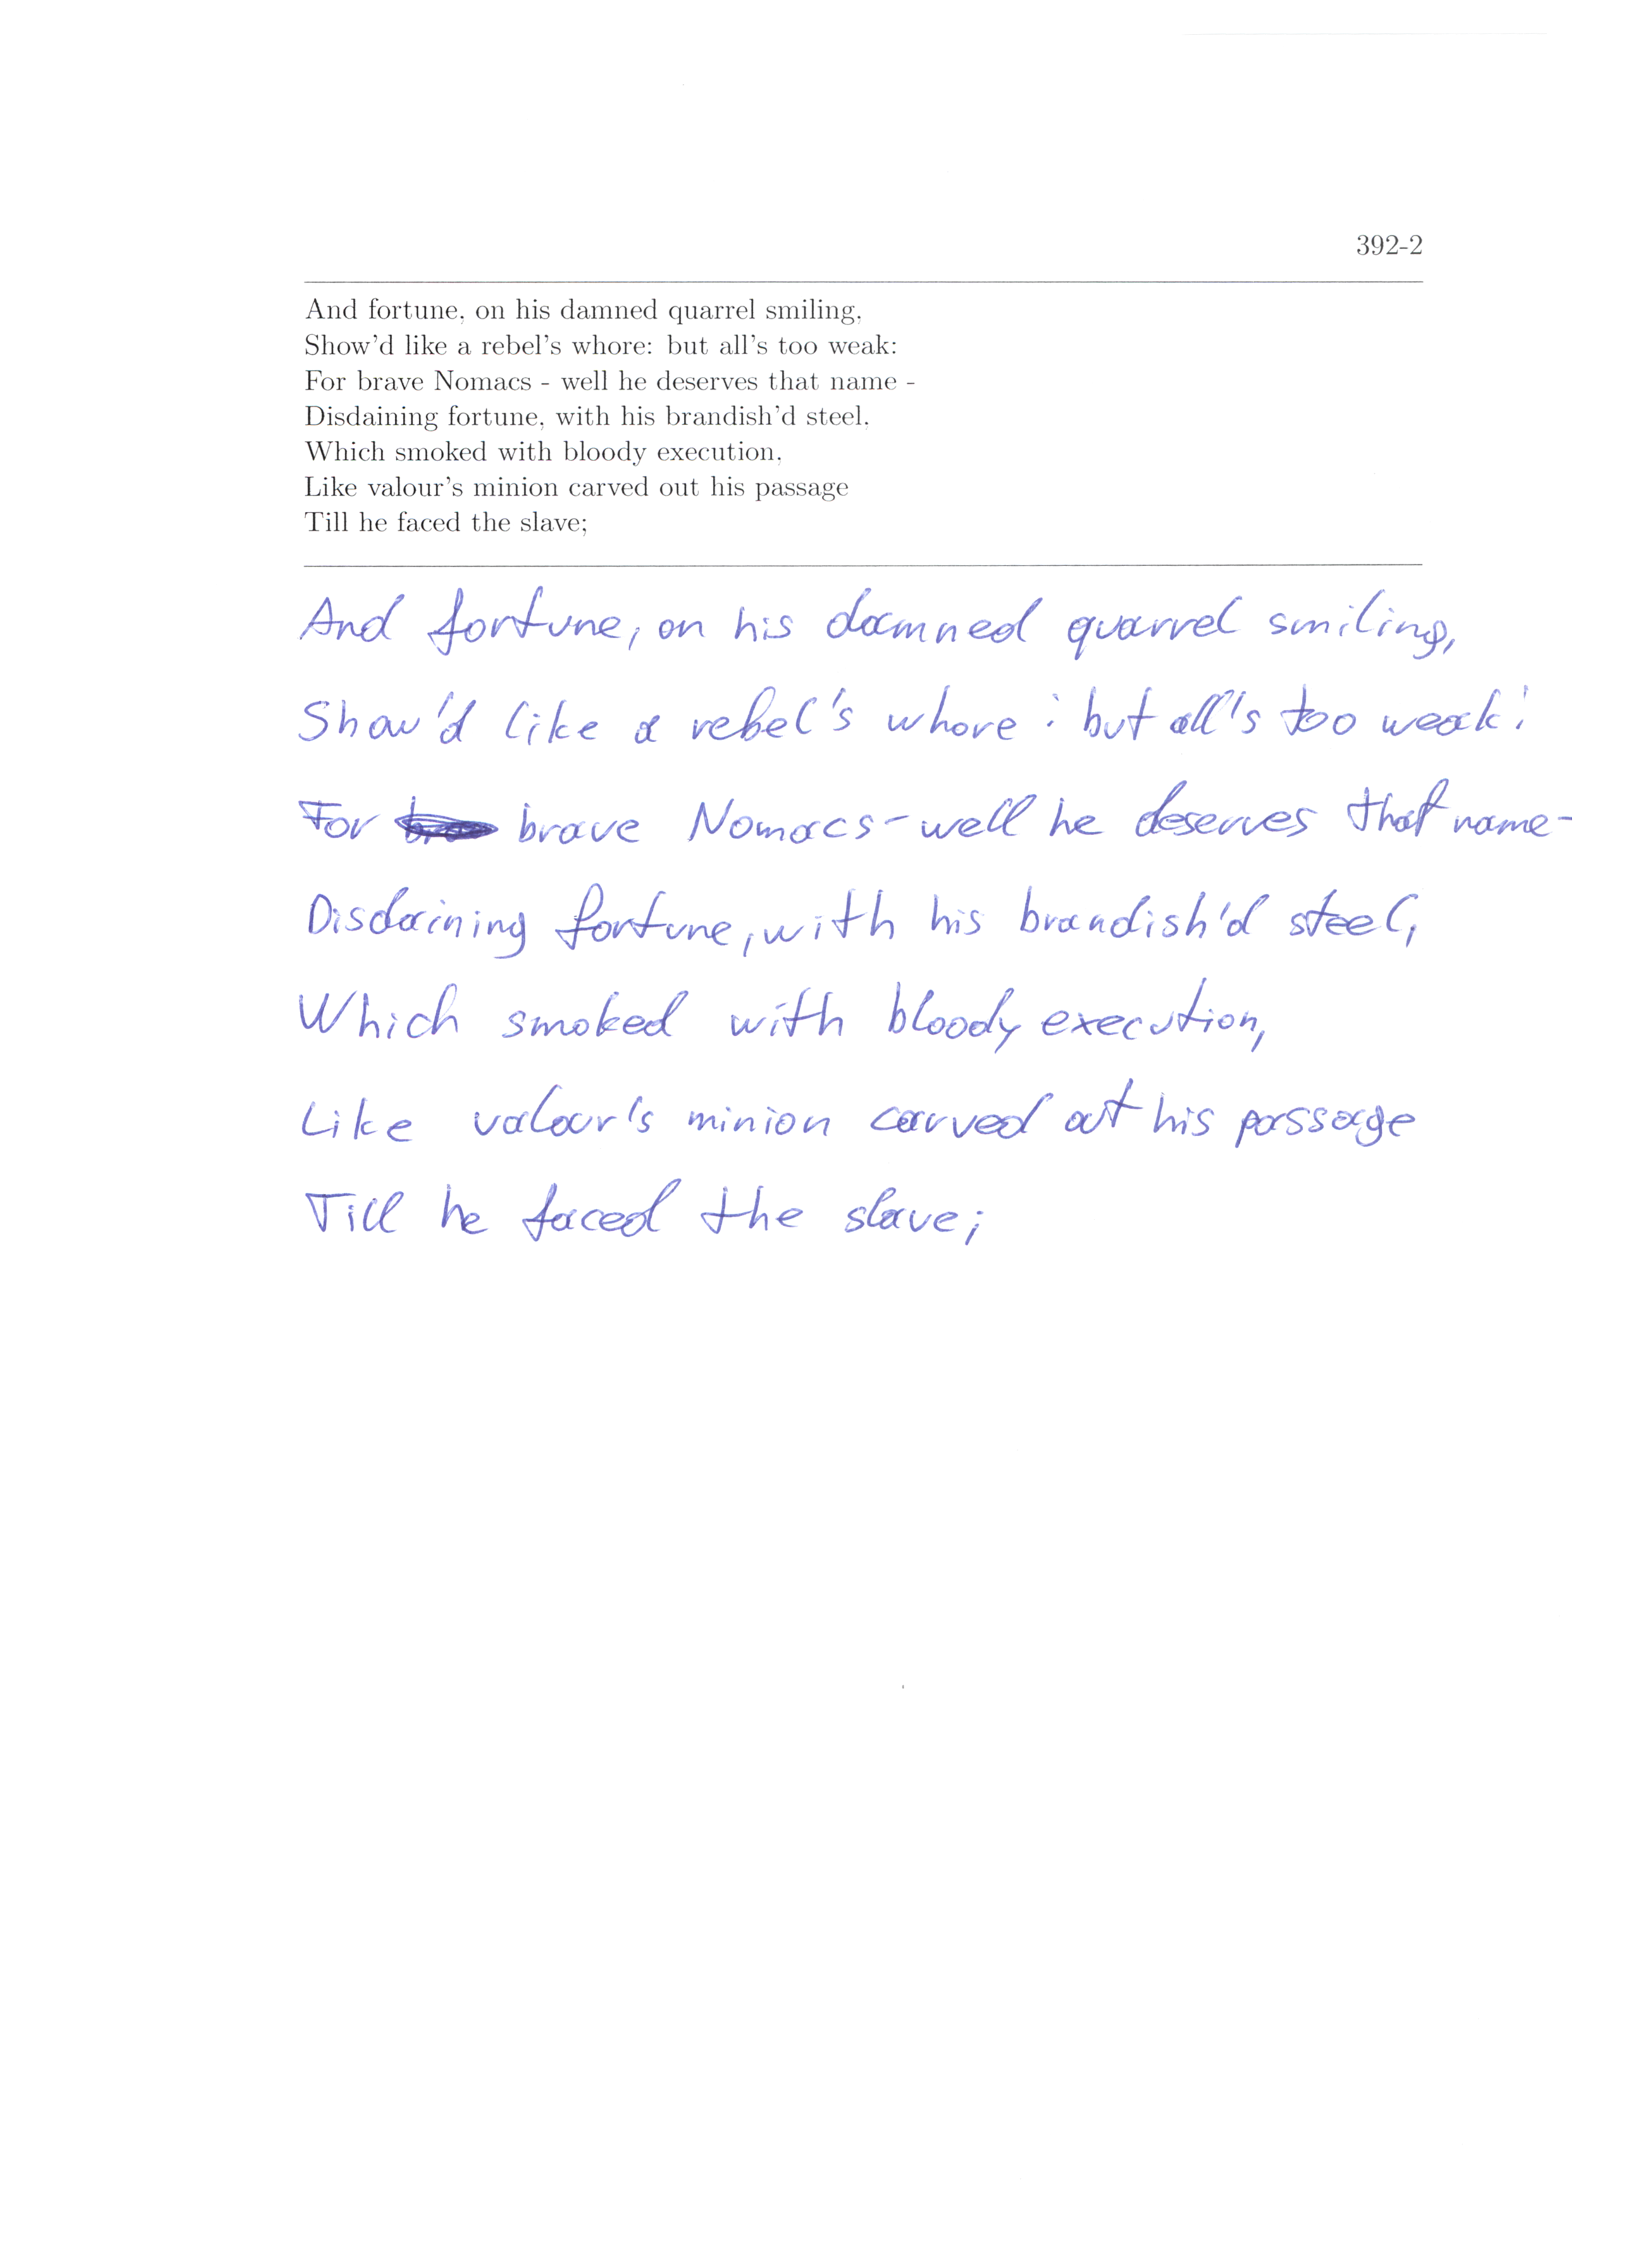 392-2
And fortune, on his damned quarrel smiling,
Show'd like a rebel's whore: but all's too weak:
For brave Nomacs - well he deserves that name -
Disdaining fortune, with his brandish'd steel,
Which smoked with bloody execution,
Like valour's minion carved out his passage
Till he faced the slave;
And fortune, on his damned quarrel smiling,
Show'd like a rebel's whore : but all's too weak:
For brave Nomacs - well he deserves that name -
Disdaining fortune, with his brandish'd steel,
Which smoked with bloody execution,
Like valour's minion carved out his passage
Till he faced the slave;